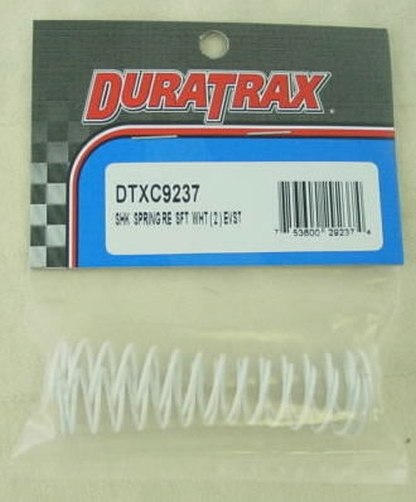 DURATRAX
DTXC9237
SHK SPRING RE SFT WHT (2) EVST
7 53600 29237 4